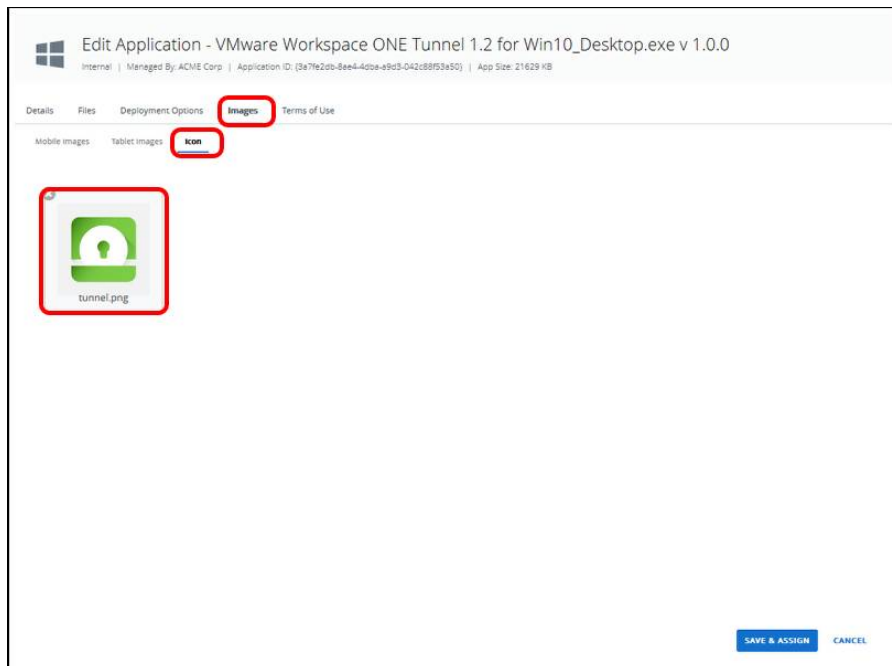 Edit Application - VMware Workspace ONE Tunnel 1.2 for Win10_Desktop.exe v 1.0.0
Internal | Managed By: ACME Corp | Application ID: {3a7fe2db-8ee4-4dba-a9d3-042c88f53a50} | App Size: 21629 KB
Details Files Deployment Options Images Terms of Use
Mobile Images Tablet Images Icon
tunnel.png
SAVE & ASSIGN CANCEL